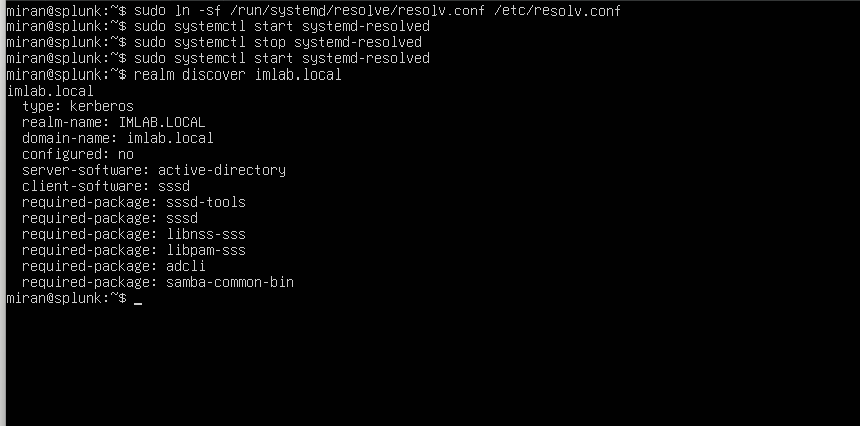 miran@splunk:~$ sudo ln -sf /run/systemd/resolve/resolv.conf /etc/resolv.conf
miran@splunk:~$ sudo systemctl start systemd-resolved
miran@splunk:~$ sudo systemctl stop systemd-resolved
miran@splunk:~$ sudo systemctl start systemd-resolved
miran@splunk:~$ realm discover imlab.local
imlab.local
  type: kerberos
  realm-name: IMLAB.LOCAL
  domain-name: imlab.local
  configured: no
  server-software: active-directory
  client-software: sssd
  required-package: sssd-tools
  required-package: sssd
  required-package: libnss-sss
  required-package: libpam-sss
  required-package: adcli
  required-package: samba-common-bin
miran@splunk:~$ _